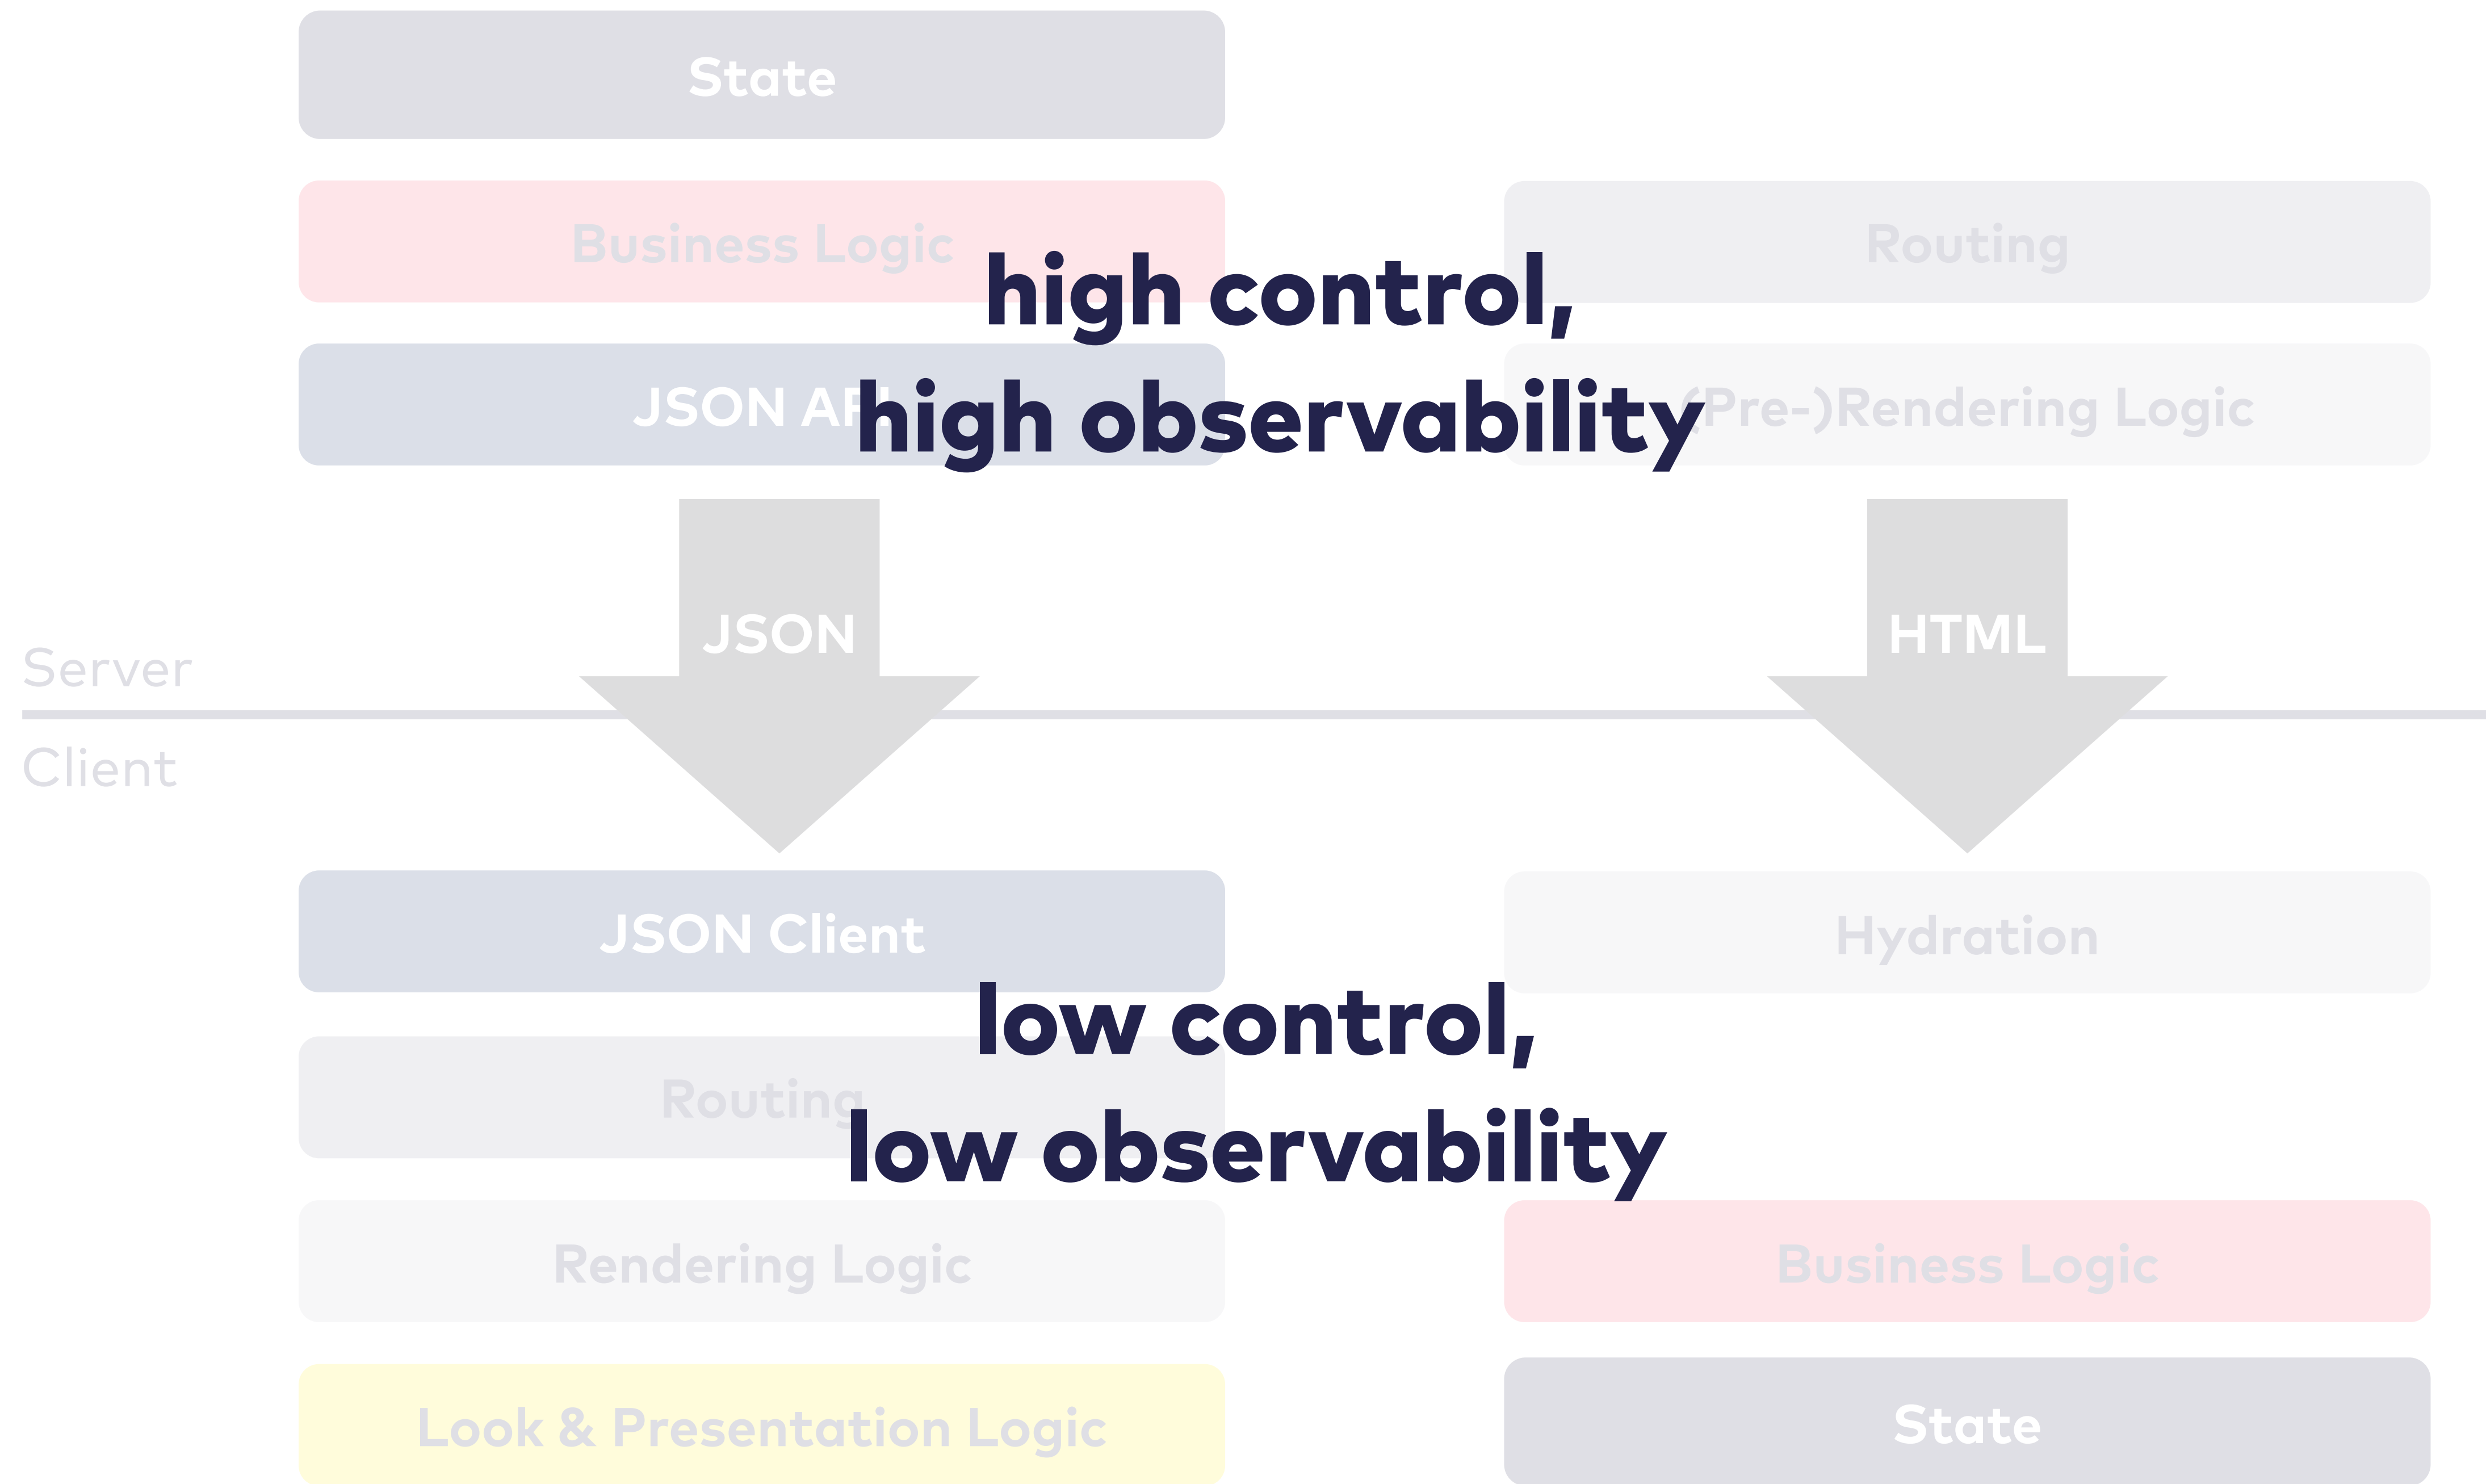 State
Business Logic
Routing
high control,
JSON API
high observability
(Pre-)Rendering Logic
JSON
HTML
Server
Client
JSON Client
Hydration
low control,
Routing
low observability
Rendering Logic
Business Logic
Look & Presentation Logic
State